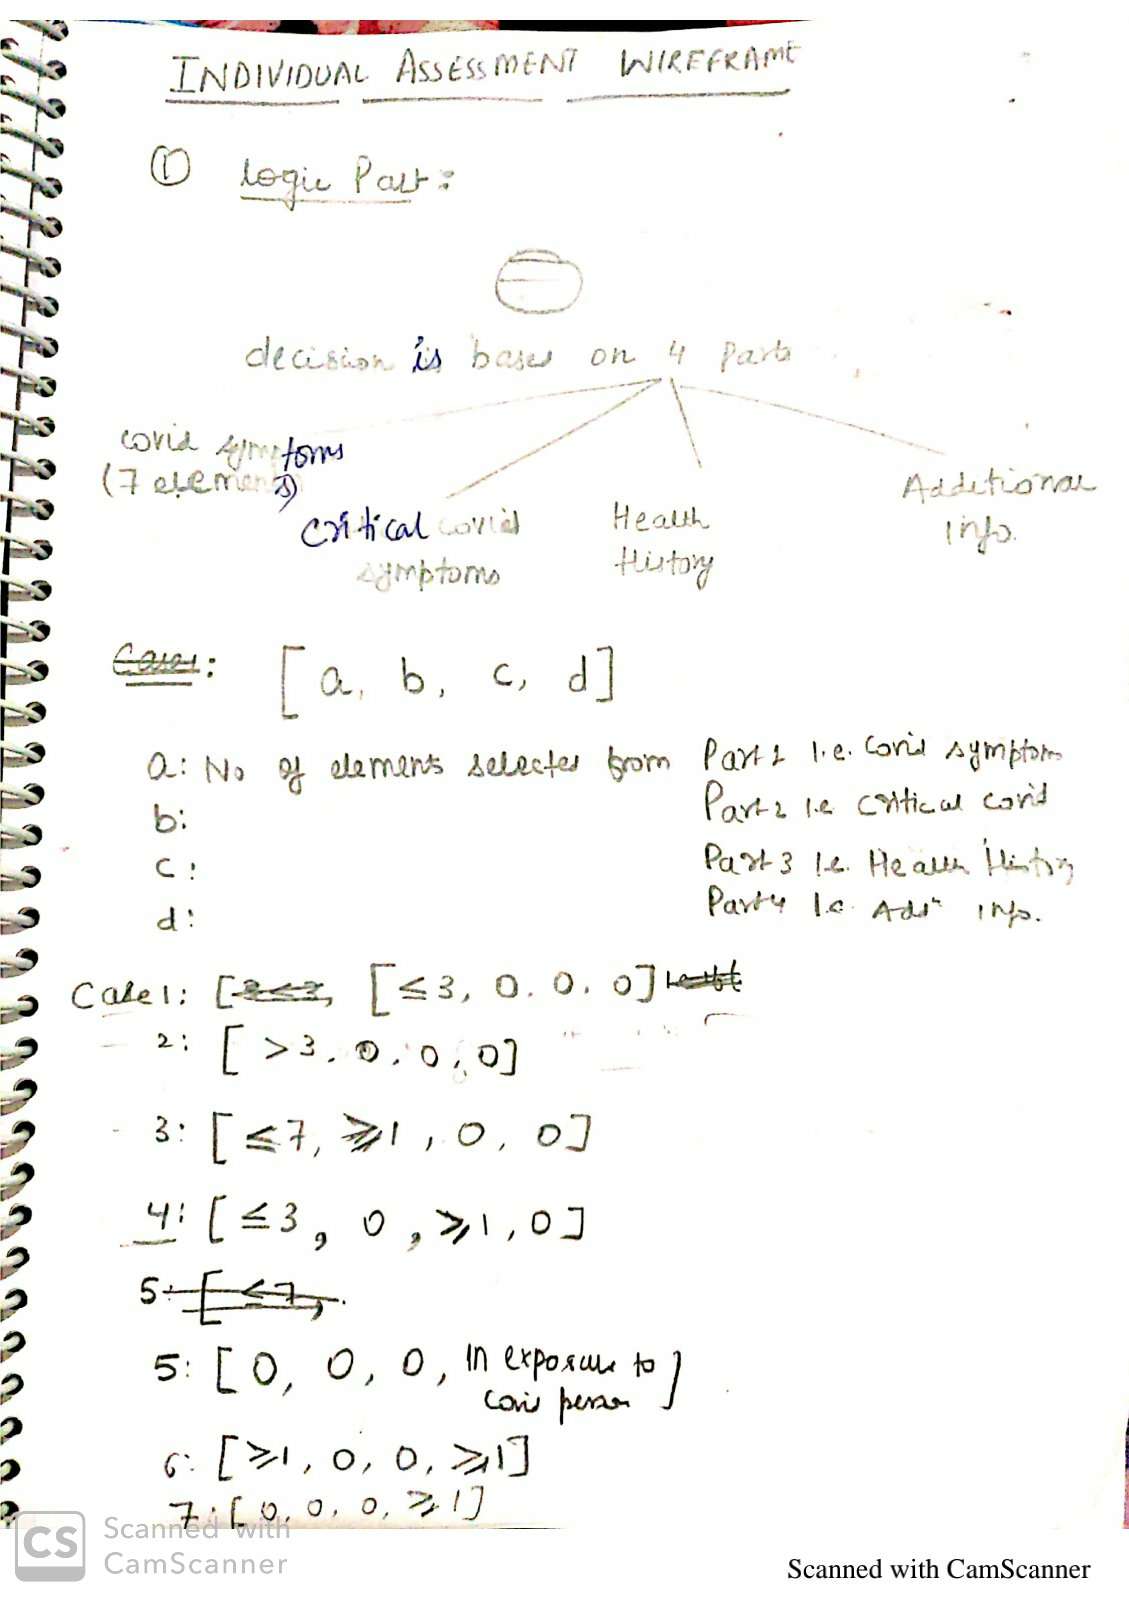 INDIVIDUAL ASSESSMENT WIREFRAME
① Logic Part:
decision is bases on 4 Parts
covid symptoms
(7 elements)
Critical covid
symptoms
Health
History
Additional
info.
Cases:
[a, b, c, d]
a: No of elements selected from Part 1 i.e. Covid symptom
b: Part 2 i.e Critical covid
c: Part 3 i.e. Health History
d: Part 4 i.e. Addn info.
Case 1: [ [≤3, 0. 0. 0]
2: [ >3, 0, 0, 0]
3: [≤7, ≥1, 0, 0]
4: [≤3, 0, ≥1, 0]
5: [ ≤7,
5: [0, 0, 0, in exposure to
covid person ]
6: [≥1, 0, 0, ≥1]
7: [0, 0, 0, ≥1]
CS Scanned with
CamScanner
Scanned with CamScanner